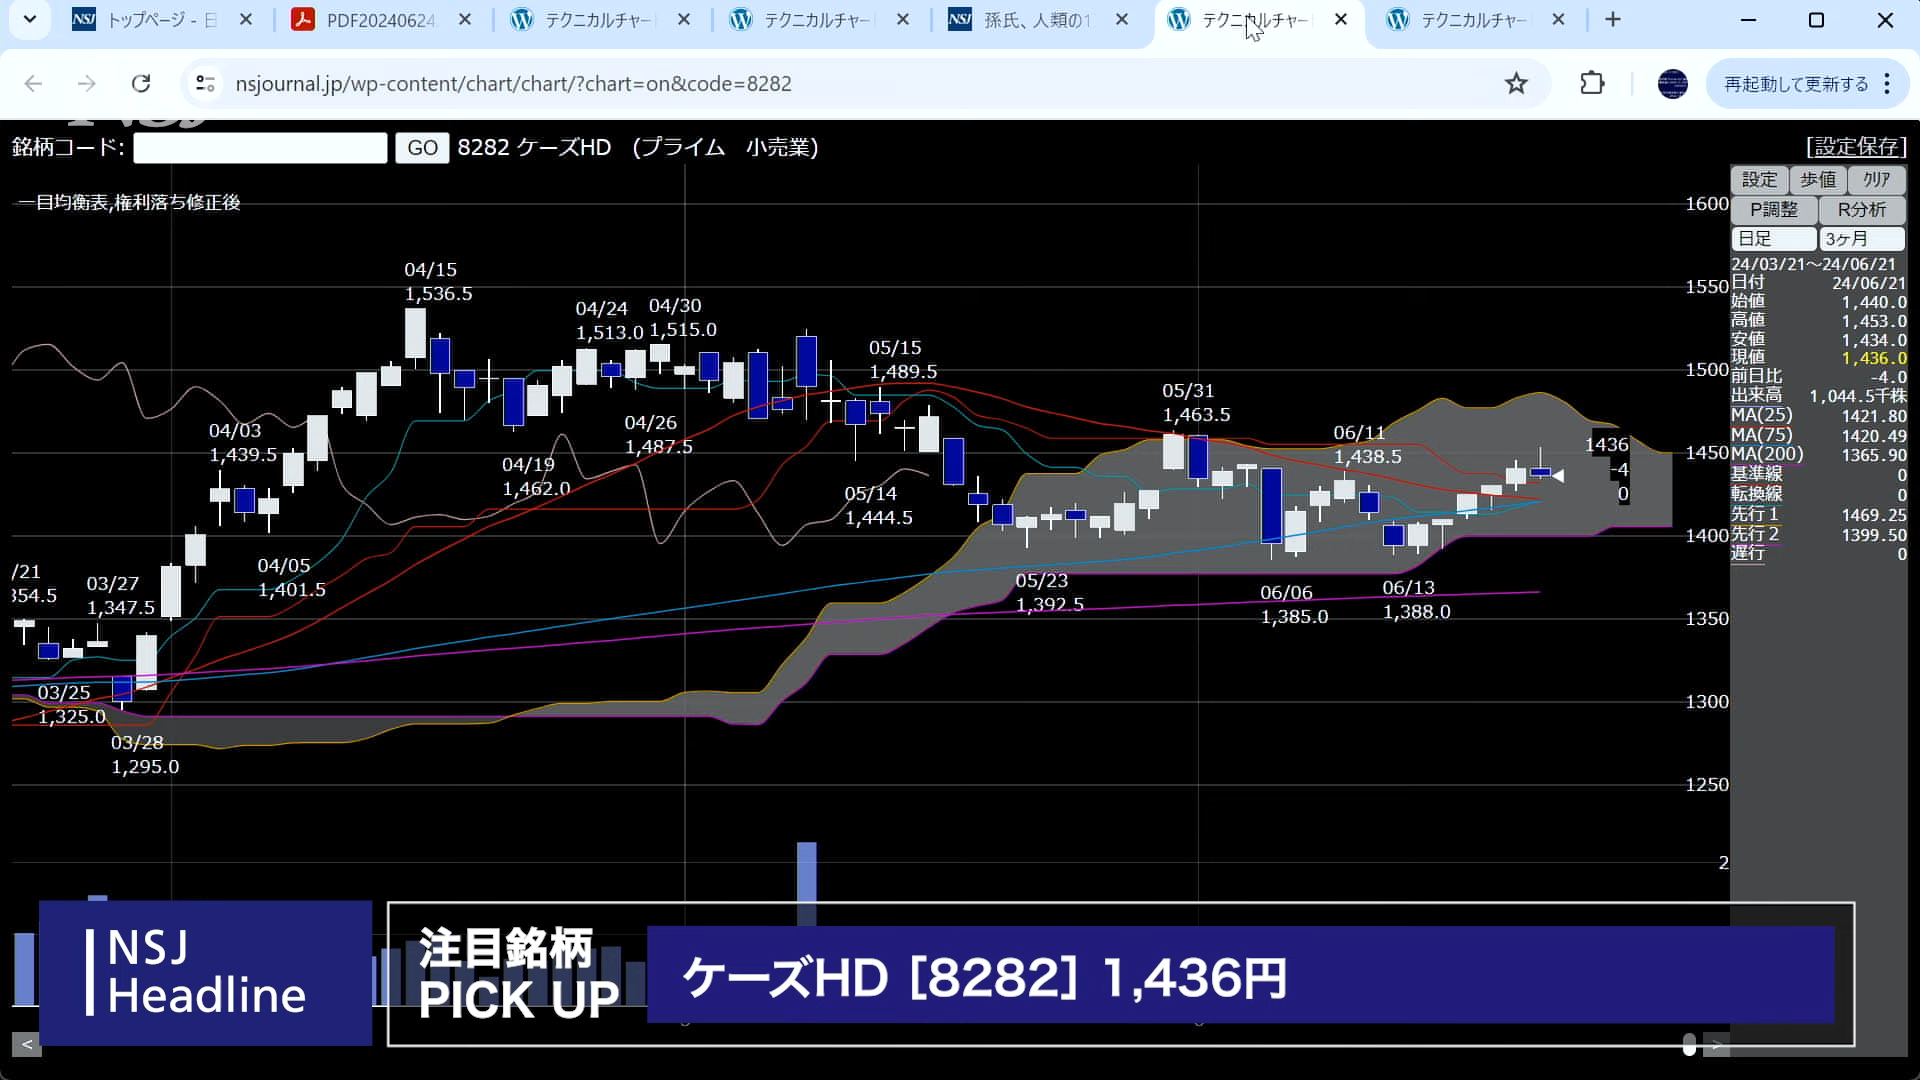 トップページ - 日
PDF20240624
テクニカルチャート
テクニカルチャート
孫氏、人類の1
テクニカルチャート
テクニカルチャート
nsjournal.jp/wp-content/chart/chart/?chart=on&code=8282
再起動して更新する
銘柄コード:
GO
8282 ケーズHD (プライム 小売業)
[設定保存]
一目均衡表,権利落ち修正後
設定
歩値
クリア
P調整
R分析
日足
3ヶ月
24/03/21～24/06/21
日付 24/06/21
始値 1,440.0
高値 1,453.0
安値 1,434.0
現値 1,436.0
前日比 -4.0
出来高 1,044.5千株
MA(25) 1421.80
MA(75) 1420.49
MA(200) 1365.90
基準線 0
転換線 0
先行1 1469.25
先行2 1399.50
遅行 0
1600
1550
1500
1450
1400
1350
1300
1250
2
04/15
1,536.5
04/24
1,513.0
04/30
1,515.0
05/15
1,489.5
05/31
1,463.5
06/11
1,438.5
04/03
1,439.5
04/26
1,487.5
04/19
1,462.0
05/14
1,444.5
1436
-4
0
04/05
1,401.5
/21
354.5
03/27
1,347.5
05/23
1,392.5
06/06
1,385.0
06/13
1,388.0
03/25
1,325.0
03/28
1,295.0
NSJ
Headline
注目銘柄
PICK UP
ケーズHD [8282] 1,436円
<
>